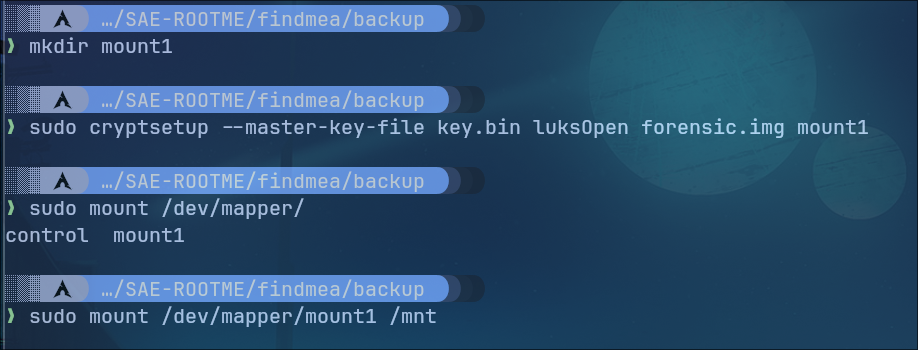 …/SAE-ROOTME/findmea/backup
❯ mkdir mount1
…/SAE-ROOTME/findmea/backup
❯ sudo cryptsetup --master-key-file key.bin luksOpen forensic.img mount1
…/SAE-ROOTME/findmea/backup
❯ sudo mount /dev/mapper/
control  mount1
…/SAE-ROOTME/findmea/backup
❯ sudo mount /dev/mapper/mount1 /mnt